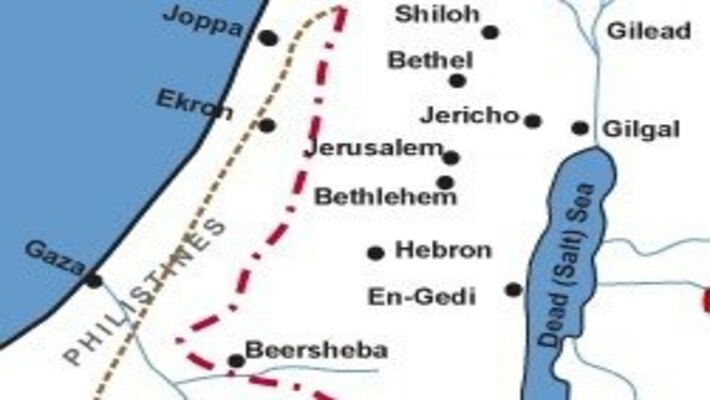 Shiloh
Joppa
Gilead
Bethel
Ekron
Jericho
Gilgal
Jerusalem
Bethlehem
Dead (Salt) Sea
PHILISTINES
Gaza
Hebron
En-Gedi
Beersheba